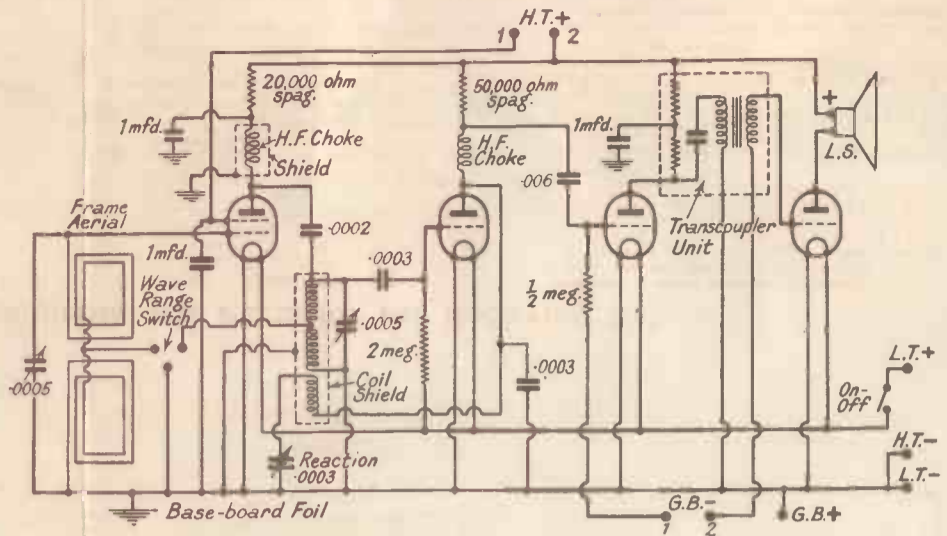 H.T.+
1 2
20,000 ohm
spag.
50,000 ohm
spag.
1mfd.
H.F. Choke
Shield
H.F.
Choke
1mfd.
+
L.S.
.006
Transcoupler
Unit
Frame
Aerial
.0002
1mfd.
Wave
Range
Switch
.0003
.0005
½ meg.
2 meg.
.0005
Coil
Shield
.0003
L.T.+
On-
Off
Reaction
.0003
H.T.-
L.T.-
Base-board Foil
G.B.-
1 2
G.B.+